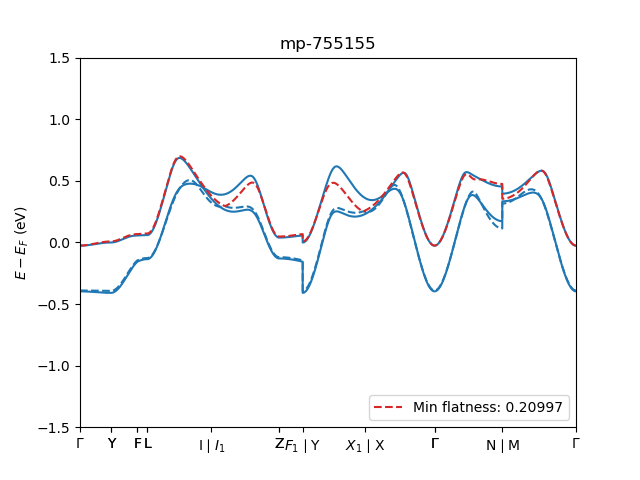 mp-755155
E − E_F (eV)
1.5
1.0
0.5
0.0
−0.5
−1.0
−1.5
Min flatness: 0.20997
Γ Y F L I | I₁ Z F₁ | Y X₁ | X Γ N | M Γ